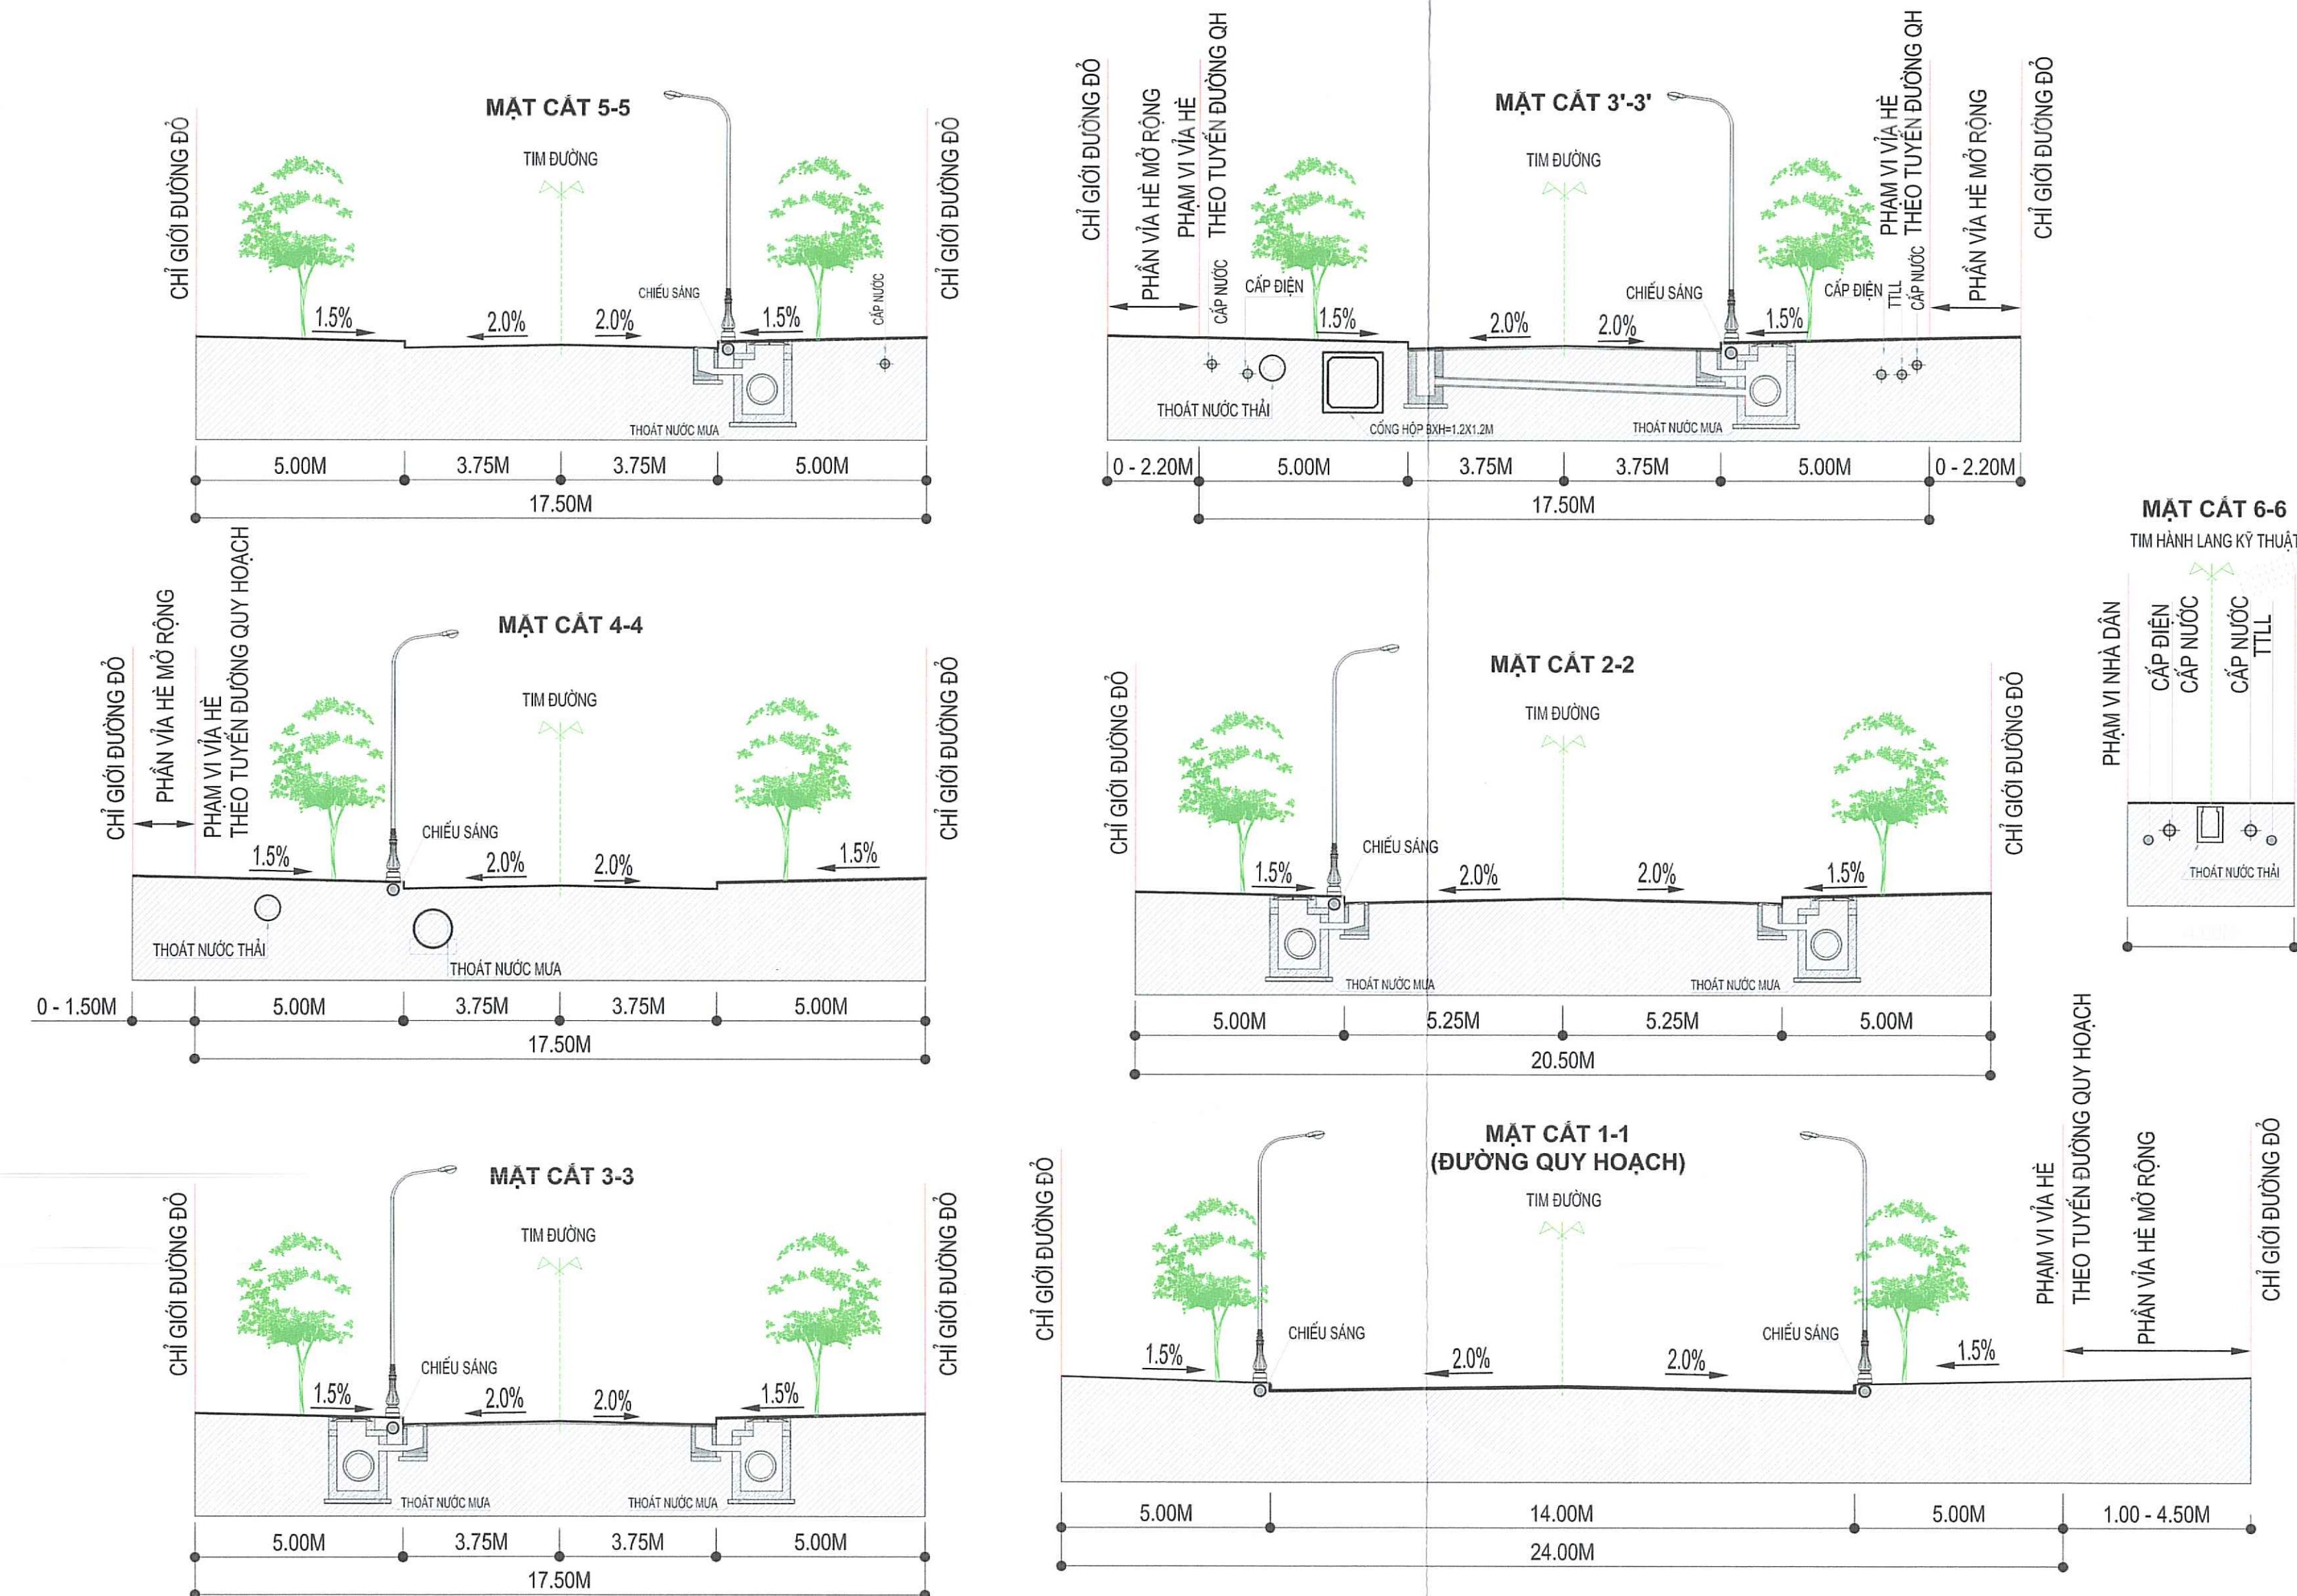 MẶT CẮT 5-5
TIM ĐƯỜNG
CHỈ GIỚI ĐƯỜNG ĐỎ
CHỈ GIỚI ĐƯỜNG ĐỎ
CHIẾU SÁNG
CẤP NƯỚC
1.5%
2.0%
2.0%
1.5%
THOÁT NƯỚC MƯA
5.00M
3.75M
3.75M
5.00M
17.50M
MẶT CẮT 3'-3'
TIM ĐƯỜNG
CHỈ GIỚI ĐƯỜNG ĐỎ
PHẦN VỈA HÈ MỞ RỘNG
PHẠM VI VỈA HÈ
THEO TUYẾN ĐƯỜNG QH
CẤP NƯỚC
CẤP ĐIỆN
CHIẾU SÁNG
CẤP ĐIỆN
TTLL
CẤP NƯỚC
PHẠM VI VỈA HÈ
THEO TUYẾN ĐƯỜNG QH
PHẦN VỈA HÈ MỞ RỘNG
CHỈ GIỚI ĐƯỜNG ĐỎ
1.5%
2.0%
2.0%
1.5%
THOÁT NƯỚC THẢI
CỐNG HỘP BXH=1.2X1.2M
THOÁT NƯỚC MƯA
0 - 2.20M
5.00M
3.75M
3.75M
5.00M
0 - 2.20M
17.50M
MẶT CẮT 6-6
TIM HÀNH LANG KỸ THUẬT
PHẠM VI NHÀ DÂN
CẤP ĐIỆN
CẤP NƯỚC
CẤP NƯỚC
TTLL
THOÁT NƯỚC THẢI
MẶT CẮT 4-4
TIM ĐƯỜNG
CHỈ GIỚI ĐƯỜNG ĐỎ
PHẦN VỈA HÈ MỞ RỘNG
PHẠM VI VỈA HÈ
THEO TUYẾN ĐƯỜNG QUY HOẠCH
CHỈ GIỚI ĐƯỜNG ĐỎ
CHIẾU SÁNG
1.5%
2.0%
2.0%
1.5%
THOÁT NƯỚC THẢI
THOÁT NƯỚC MƯA
0 - 1.50M
5.00M
3.75M
3.75M
5.00M
17.50M
MẶT CẮT 2-2
TIM ĐƯỜNG
CHỈ GIỚI ĐƯỜNG ĐỎ
CHỈ GIỚI ĐƯỜNG ĐỎ
CHIẾU SÁNG
1.5%
2.0%
2.0%
1.5%
THOÁT NƯỚC MƯA
THOÁT NƯỚC MƯA
5.00M
5.25M
5.25M
5.00M
20.50M
MẶT CẮT 3-3
TIM ĐƯỜNG
CHỈ GIỚI ĐƯỜNG ĐỎ
CHỈ GIỚI ĐƯỜNG ĐỎ
CHIẾU SÁNG
1.5%
2.0%
2.0%
1.5%
THOÁT NƯỚC MƯA
THOÁT NƯỚC MƯA
5.00M
3.75M
3.75M
5.00M
17.50M
MẶT CẮT 1-1
(ĐƯỜNG QUY HOẠCH)
TIM ĐƯỜNG
CHỈ GIỚI ĐƯỜNG ĐỎ
PHẠM VI VỈA HÈ
THEO TUYẾN ĐƯỜNG QUY HOẠCH
PHẦN VỈA HÈ MỞ RỘNG
CHỈ GIỚI ĐƯỜNG ĐỎ
CHIẾU SÁNG
CHIẾU SÁNG
1.5%
2.0%
2.0%
1.5%
5.00M
14.00M
5.00M
1.00 - 4.50M
24.00M